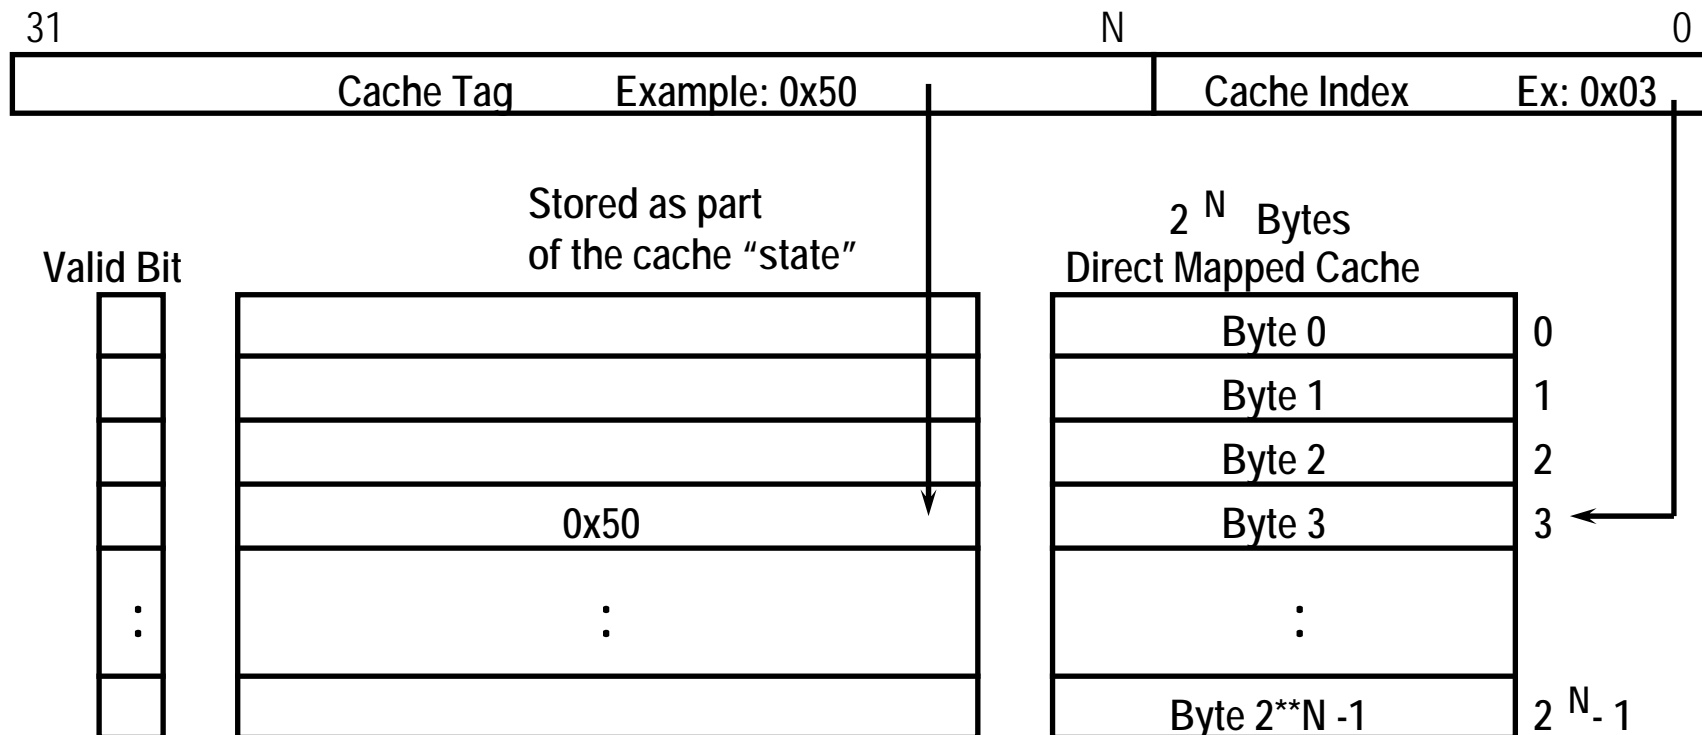 31 N 0
Cache Tag Example: 0x50 Cache Index Ex: 0x03
Stored as part
of the cache “state”
2 N Bytes
Direct Mapped Cache
Valid Bit
Byte 0 0
Byte 1 1
Byte 2 2
0x50 Byte 3 3
: : :
Byte 2**N -1 2 N - 1